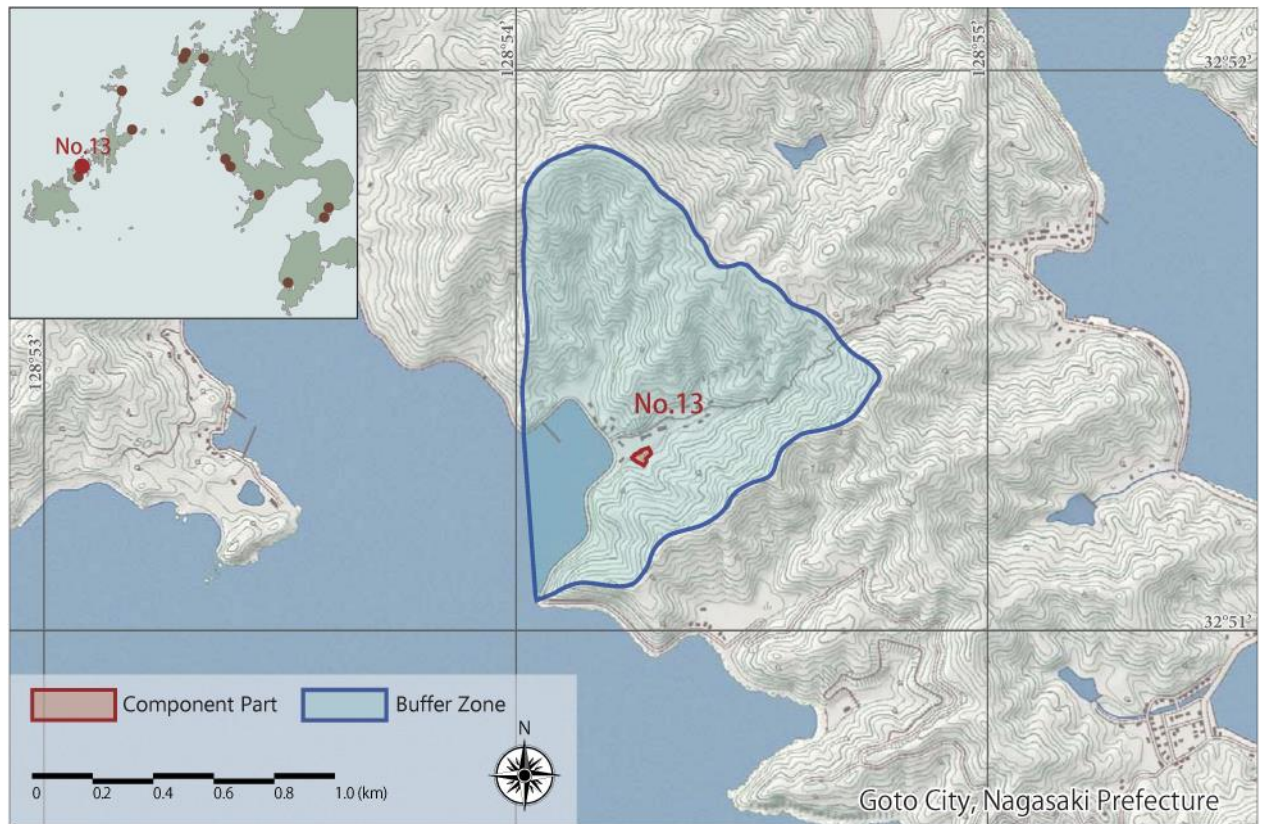 No.13
128°54'
128°55'
32°52'
128°53'
No.13
32°51'
Component Part
Buffer Zone
N
0 0.2 0.4 0.6 0.8 1.0 (km)
Goto City, Nagasaki Prefecture